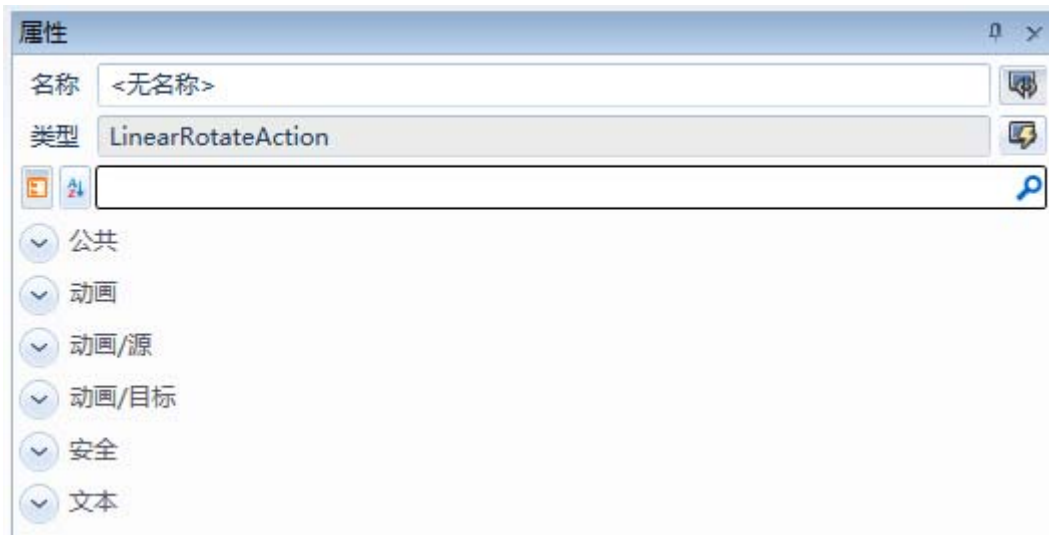 属性
名称 <无名称>
类型 LinearRotateAction
公共
动画
动画/源
动画/目标
安全
文本